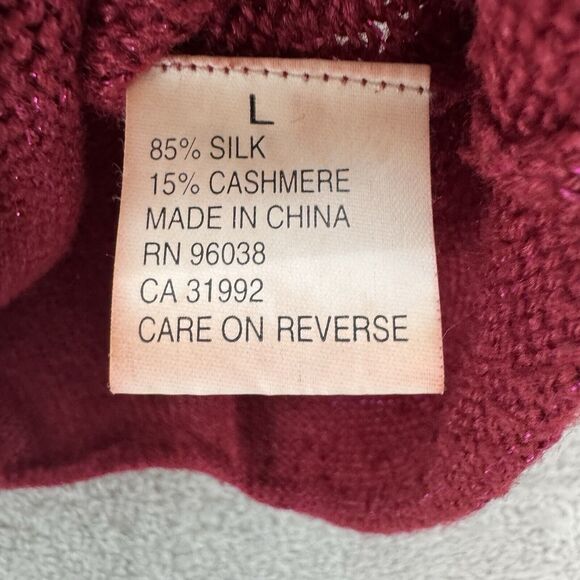 L
85% SILK
15% CASHMERE
MADE IN CHINA
RN 96038
CA 31992
CARE ON REVERSE